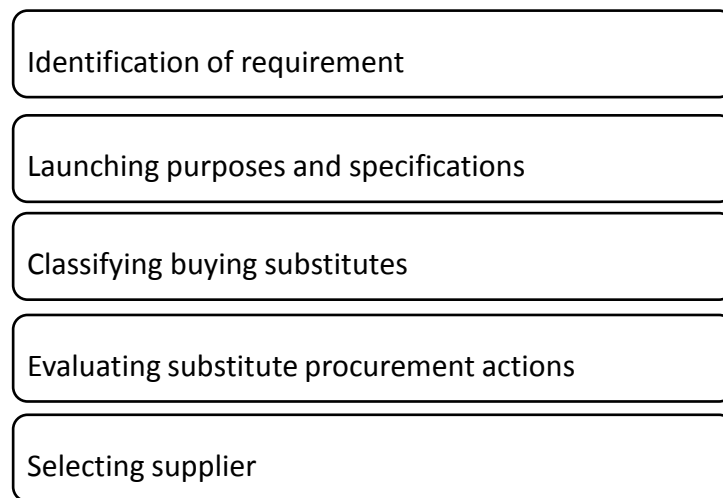 Identification of requirement
Launching purposes and specifications
Classifying buying substitutes
Evaluating substitute procurement actions
Selecting supplier